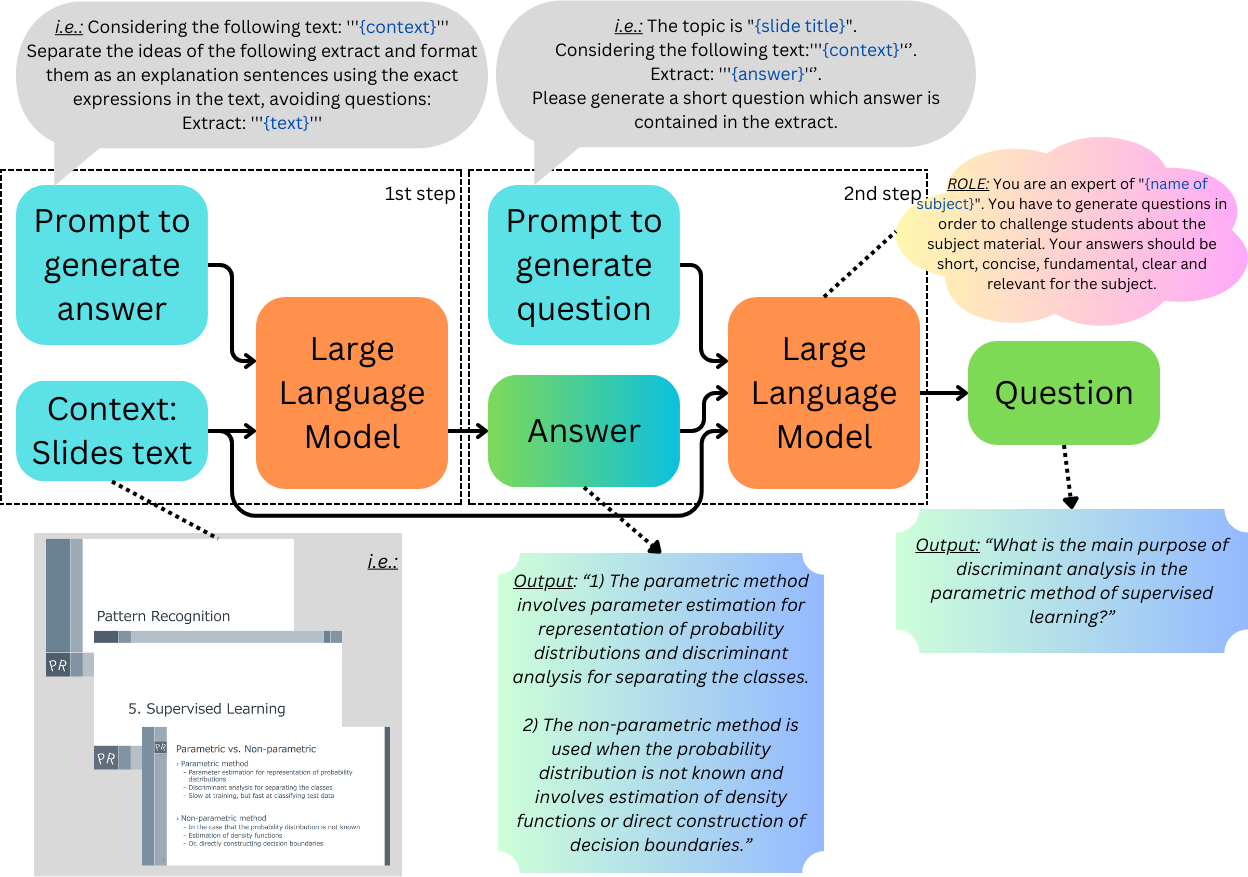 i.e.: Considering the following text: '''{context}'''
Separate the ideas of the following extract and format
them as an explanation sentences using the exact
expressions in the text, avoiding questions:
Extract: '''{text}'''
i.e.: The topic is "{slide title}".
Considering the following text:'''{context}'“’.
Extract: '''{answer}'“’.
Please generate a short question which answer is
contained in the extract.
1st step
2nd step
ROLE: You are an expert of "{name of
subject}". You have to generate questions in
order to challenge students about the
subject material. Your answers should be
short, concise, fundamental, clear and
relevant for the subject.
Prompt to
generate
answer
Large
Language
Model
Context:
Slides text
Prompt to
generate
question
Answer
Large
Language
Model
Question
i.e.:
Pattern Recognition
PR
5. Supervised Learning
PR
PR
Parametric vs. Non-parametric
› Parametric method
– Parameter estimation for representation of probability
distributions
– Discriminant analysis for separating the classes
– Slow at training, but fast at classifying test data
› Non-parametric method
– In the case that the probability distribution is not known
– Estimation of density functions
– Or, directly constructing decision boundaries
Output: “1) The parametric method
involves parameter estimation for
representation of probability
distributions and discriminant
analysis for separating the classes.
2) The non-parametric method is
used when the probability
distribution is not known and
involves estimation of density
functions or direct construction of
decision boundaries.”
Output: “What is the main purpose of
discriminant analysis in the
parametric method of supervised
learning?”